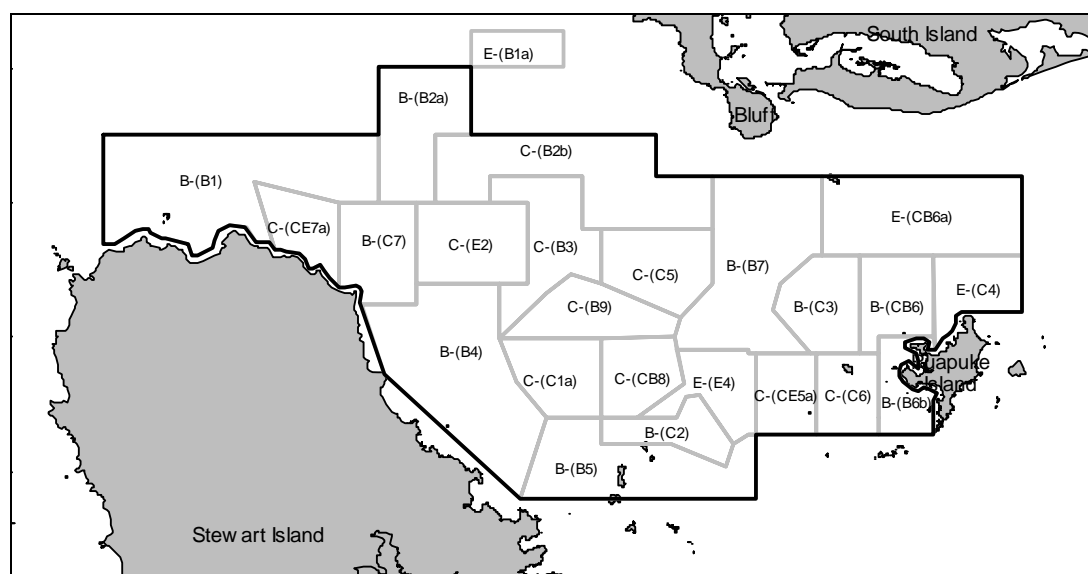 South Island
E-(B1a)
B-(B2a)
Bluff
C-(B2b)
B-(B1)
C-(CE7a)
E-(CB6a)
B-(C7)
C-(E2)
C-(B3)
B-(B7)
C-(C5)
E-(C4)
C-(B9)
B-(C3)
B-(CB6)
B-(B4)
Ruapuke
Island
C-(C1a)
C-(CB8)
E-(E4)
C-(CE5a)
C-(C6)
B-(B6b)
B-(C2)
B-(B5)
Stewart Island